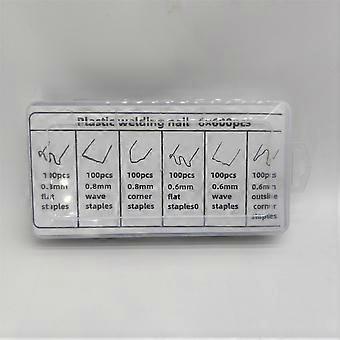 Plastic welding nail 6x600pcs
100pcs 100pcs 100pcs 100pcs 100pcs 100pcs
0.8mm 0.8mm 0.8mm 0.6mm 0.6mm 0.6mm
flat wave corner flat wave outside
staples staples staples staples0 staples corner
staples